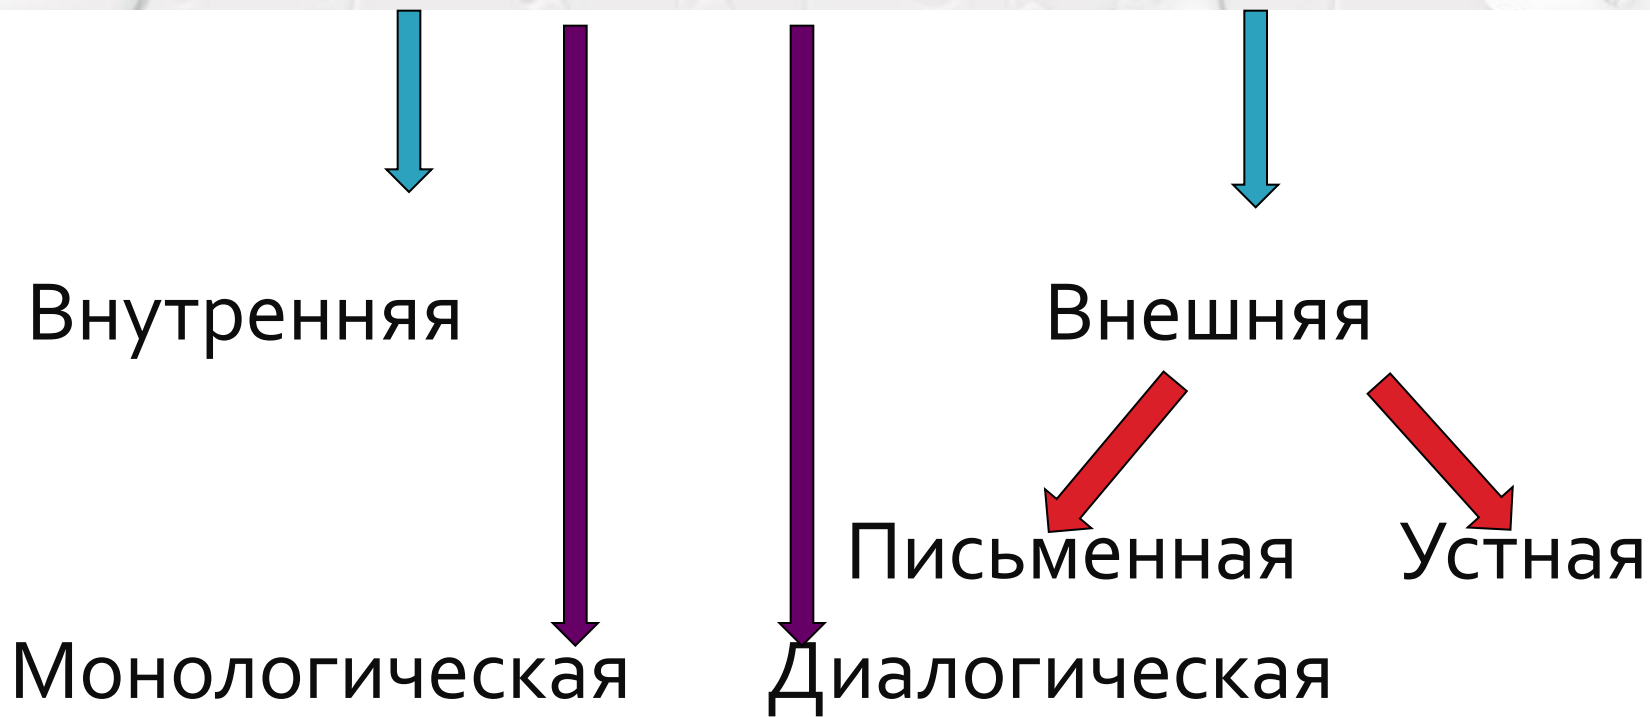 Внутренняя Внешняя
Письменная Устная
Монологическая Диалогическая